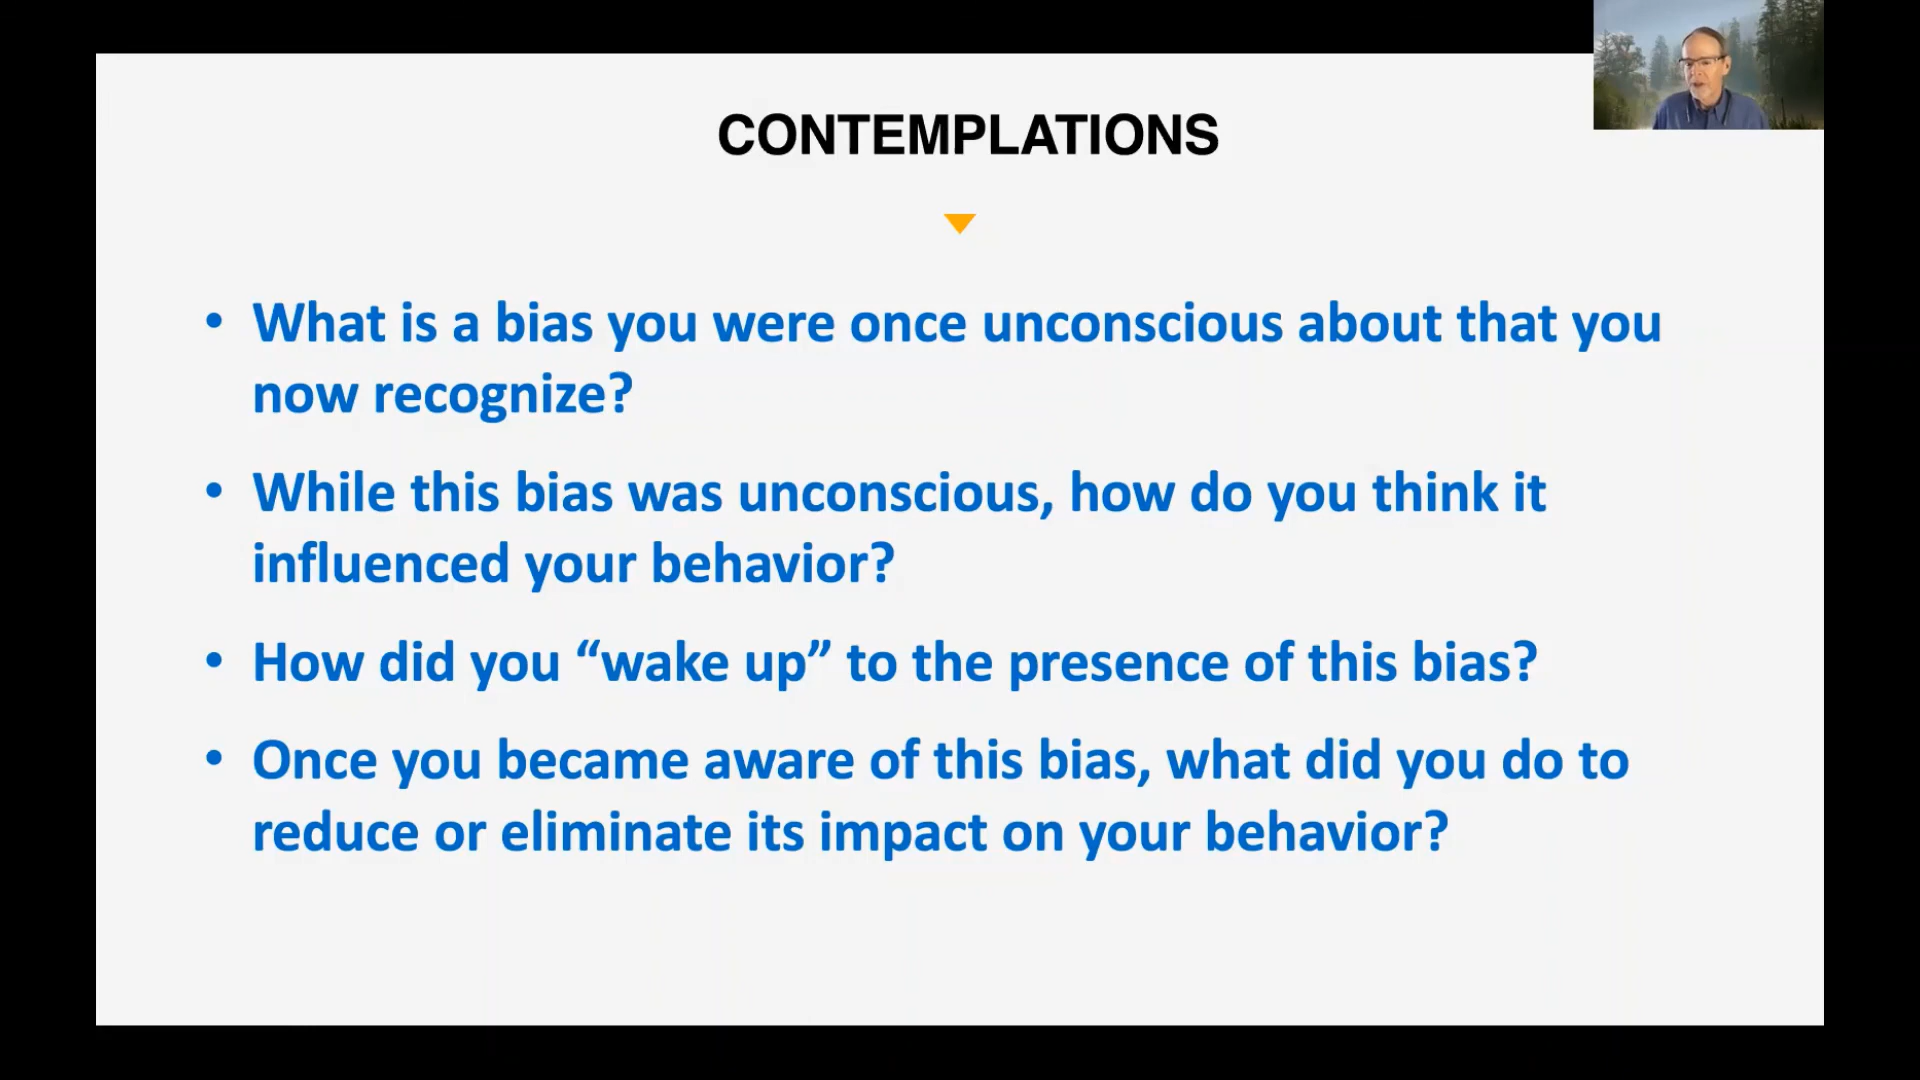 CONTEMPLATIONS
• What is a bias you were once unconscious about that you
now recognize?
• While this bias was unconscious, how do you think it
influenced your behavior?
• How did you “wake up” to the presence of this bias?
• Once you became aware of this bias, what did you do to
reduce or eliminate its impact on your behavior?